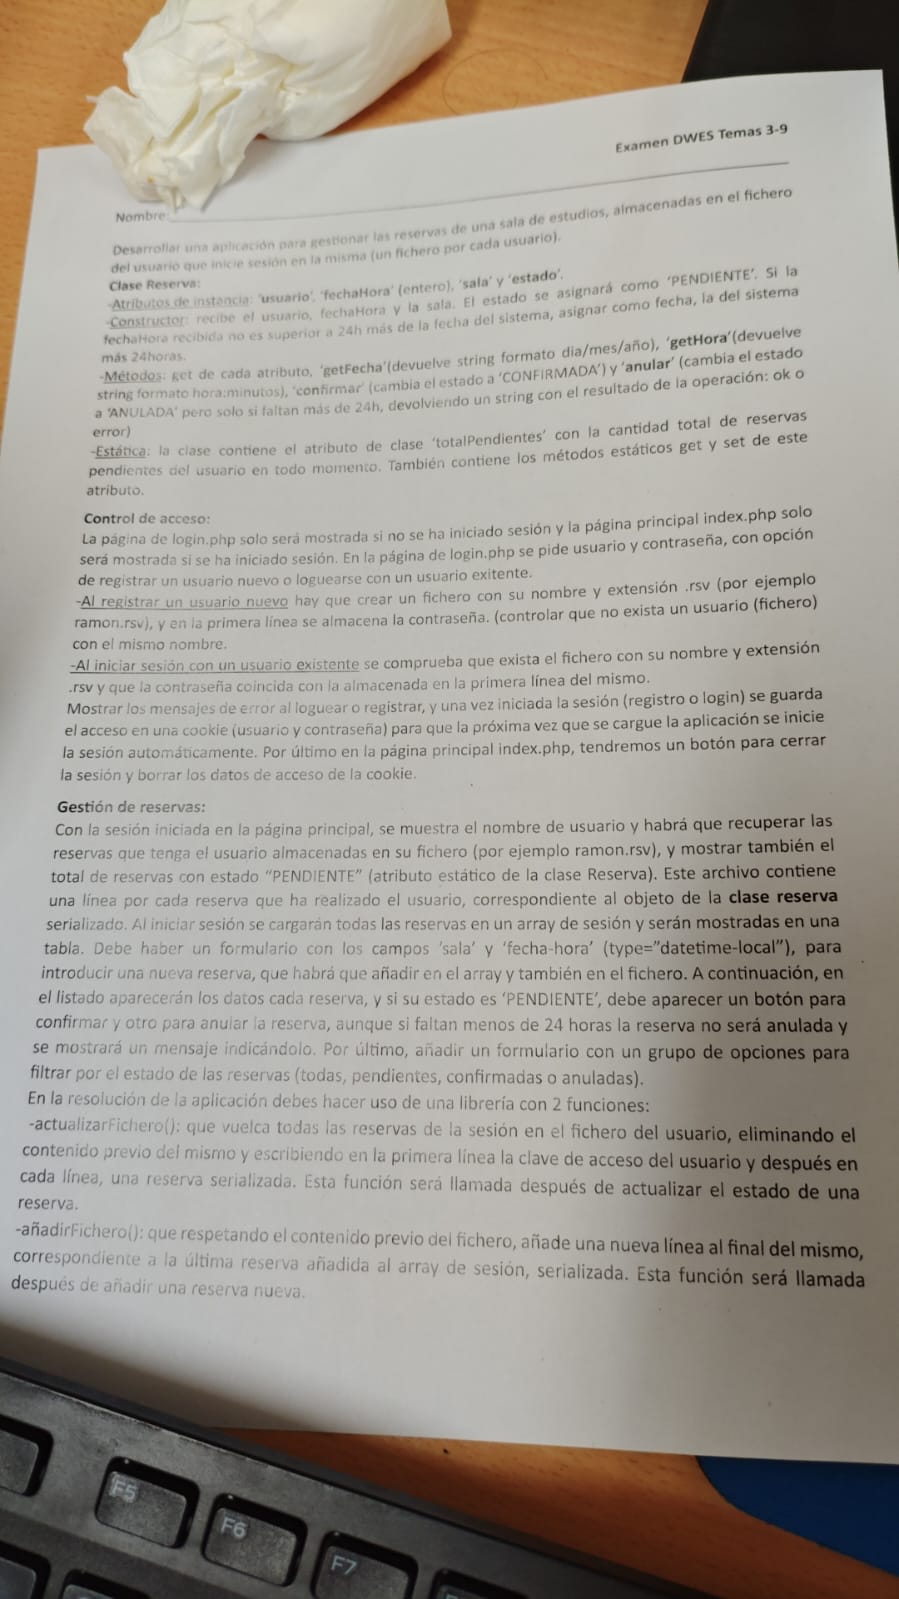 Examen DWES Temas 3-9
Nombre:
Desarrollar una aplicación para gestionar las reservas de una sala de estudios, almacenadas en el fichero
del usuario que inicie sesión en la misma (un fichero por cada usuario).
Clase Reserva:
-Atributos de instancia: 'usuario', 'fechaHora' (entero), 'sala' y 'estado'.
-Constructor: recibe el usuario, fechaHora y la sala. El estado se asignará como 'PENDIENTE'. Si la
fechaHora recibida no es superior a 24h más de la fecha del sistema, asignar como fecha, la del sistema
más 24horas.
-Métodos: get de cada atributo, 'getFecha'(devuelve string formato dia/mes/año), 'getHora'(devuelve
string formato hora:minutos), 'confirmar' (cambia el estado a 'CONFIRMADA') y 'anular' (cambia el estado
a 'ANULADA' pero solo si faltan más de 24h, devolviendo un string con el resultado de la operación: ok o
error)
-Estática: la clase contiene el atributo de clase 'totalPendientes' con la cantidad total de reservas
pendientes del usuario en todo momento. También contiene los métodos estáticos get y set de este
atributo.
Control de acceso:
La página de login.php solo será mostrada si no se ha iniciado sesión y la página principal index.php solo
será mostrada si se ha iniciado sesión. En la página de login.php se pide usuario y contraseña, con opción
de registrar un usuario nuevo o loguearse con un usuario exitente.
-Al registrar un usuario nuevo hay que crear un fichero con su nombre y extensión .rsv (por ejemplo
ramon.rsv), y en la primera línea se almacena la contraseña. (controlar que no exista un usuario (fichero)
con el mismo nombre.
-Al iniciar sesión con un usuario existente se comprueba que exista el fichero con su nombre y extensión
.rsv y que la contraseña coincida con la almacenada en la primera línea del mismo.
Mostrar los mensajes de error al loguear o registrar, y una vez iniciada la sesión (registro o login) se guarda
el acceso en una cookie (usuario y contraseña) para que la próxima vez que se cargue la aplicación se inicie
la sesión automáticamente. Por último en la página principal index.php, tendremos un botón para cerrar
la sesión y borrar los datos de acceso de la cookie.
Gestión de reservas:
Con la sesión iniciada en la página principal, se muestra el nombre de usuario y habrá que recuperar las
reservas que tenga el usuario almacenadas en su fichero (por ejemplo ramon.rsv), y mostrar también el
total de reservas con estado "PENDIENTE" (atributo estático de la clase Reserva). Este archivo contiene
una línea por cada reserva que ha realizado el usuario, correspondiente al objeto de la clase reserva
serializado. Al iniciar sesión se cargarán todas las reservas en un array de sesión y serán mostradas en una
tabla. Debe haber un formulario con los campos 'sala' y 'fecha-hora' (type="datetime-local"), para
introducir una nueva reserva, que habrá que añadir en el array y también en el fichero. A continuación, en
el listado aparecerán los datos cada reserva, y si su estado es 'PENDIENTE', debe aparecer un botón para
confirmar y otro para anular la reserva, aunque si faltan menos de 24 horas la reserva no será anulada y
se mostrará un mensaje indicándolo. Por último, añadir un formulario con un grupo de opciones para
filtrar por el estado de las reservas (todas, pendientes, confirmadas o anuladas).
En la resolución de la aplicación debes hacer uso de una librería con 2 funciones:
-actualizarFichero(): que vuelca todas las reservas de la sesión en el fichero del usuario, eliminando el
contenido previo del mismo y escribiendo en la primera línea la clave de acceso del usuario y después en
cada línea, una reserva serializada. Esta función será llamada después de actualizar el estado de una
reserva.
-añadirFichero(): que respetando el contenido previo del fichero, añade una nueva línea al final del mismo,
correspondiente a la última reserva añadida al array de sesión, serializada. Esta función será llamada
después de añadir una reserva nueva.
F5
F6
F7